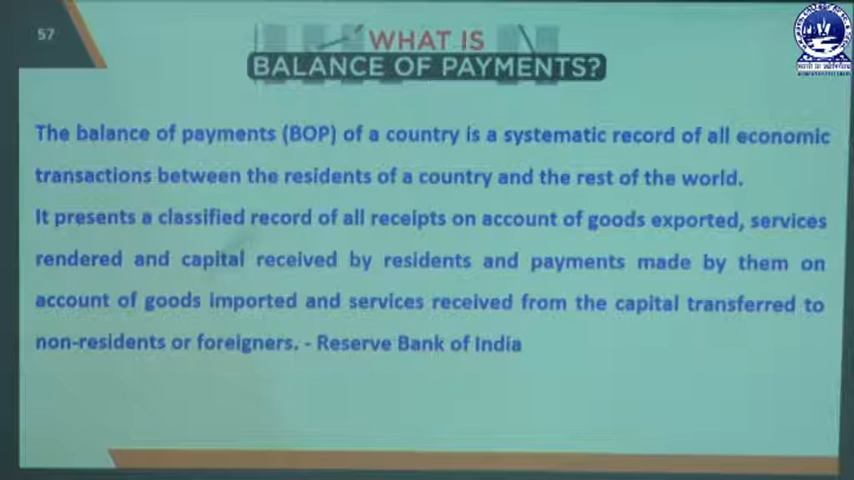 57
WHAT IS
BALANCE OF PAYMENTS?
The balance of payments (BOP) of a country is a systematic record of all economic
transactions between the residents of a country and the rest of the world.
It presents a classified record of all receipts on account of goods exported, services
rendered and capital received by residents and payments made by them on
account of goods imported and services received from the capital transferred to
non-residents or foreigners. - Reserve Bank of India